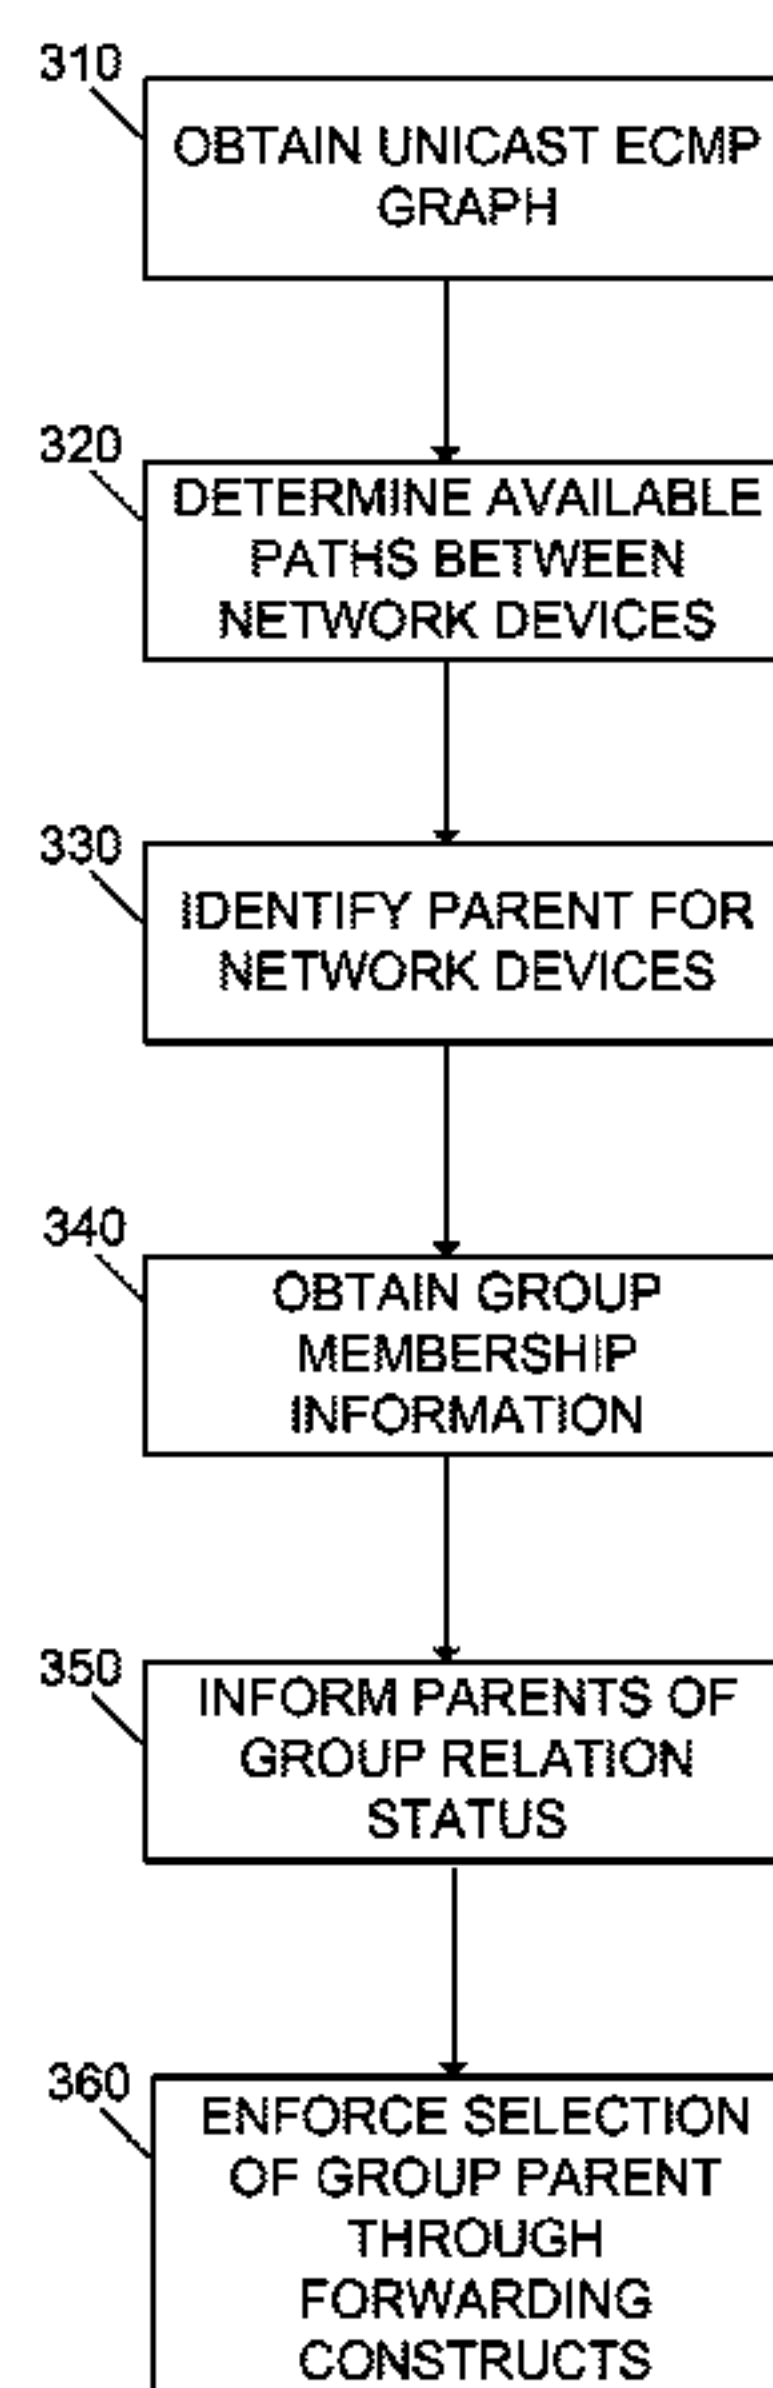 310
OBTAIN UNICAST ECMP
GRAPH
320
DETERMINE AVAILABLE
PATHS BETWEEN
NETWORK DEVICES
330
IDENTIFY PARENT FOR
NETWORK DEVICES
340
OBTAIN GROUP
MEMBERSHIP
INFORMATION
350
INFORM PARENTS OF
GROUP RELATION
STATUS
360
ENFORCE SELECTION
OF GROUP PARENT
THROUGH
FORWARDING
CONSTRUCTS